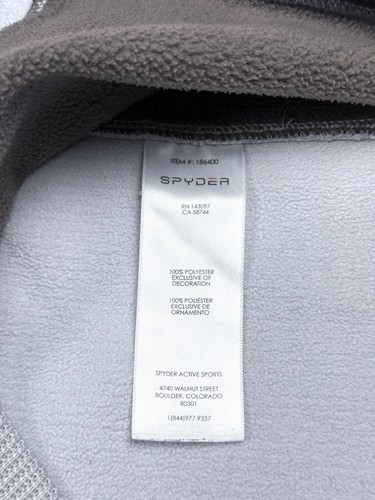 ITEM #: 186400
SPYDER
RN 143097
CA 58744
100% POLYESTER
EXCLUSIVE OF
DECORATION
100% POLIÉSTER
EXCLUSIVE DE
ORNAMENTO
SPYDER ACTIVE SPORTS
4740 WALNUT STREET
BOULDER, COLORADO
80301
1(844)977.9337